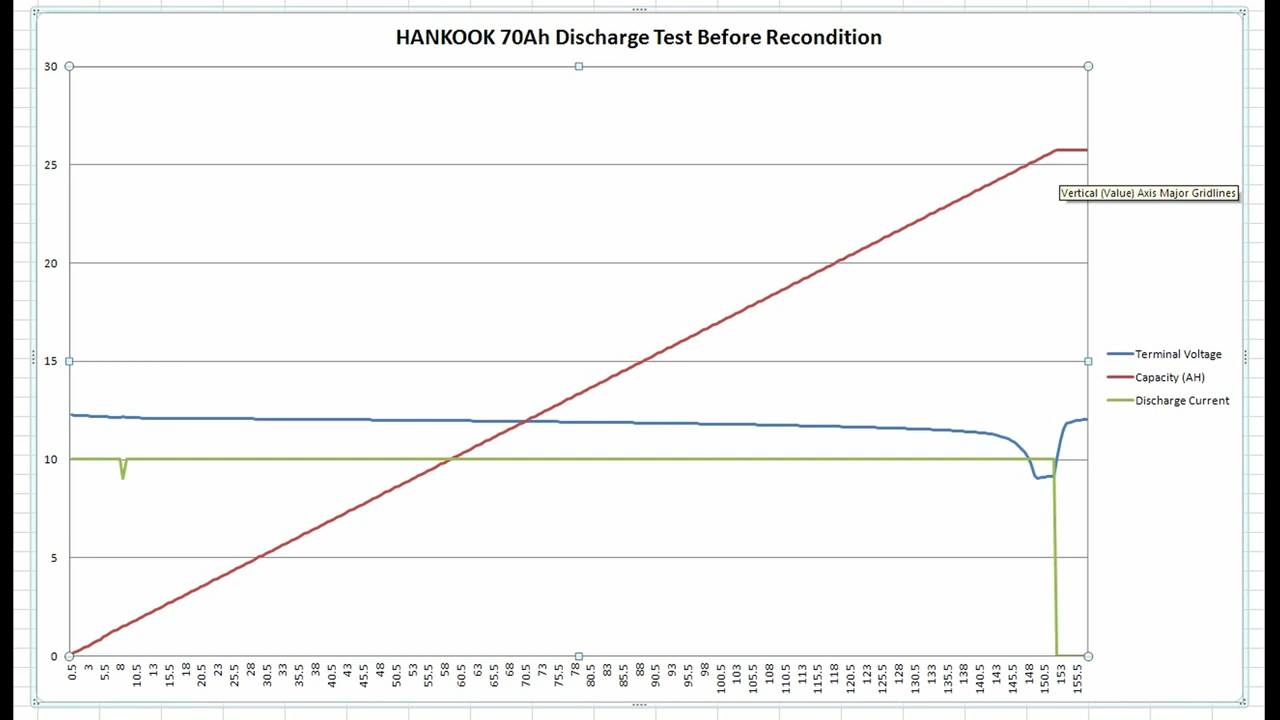 HANKOOK 70Ah Discharge Test Before Recondition
30
25
20
15
10
5
0
Vertical (Value) Axis Major Gridlines
Terminal Voltage
Capacity (AH)
Discharge Current
0.5 3 5.5 8 10.5 13 15.5 18 20.5 23 25.5 28 30.5 33 35.5 38 40.5 43 45.5 48 50.5 53 55.5 58 60.5 63 65.5 68 70.5 73 75.5 78 80.5 83 85.5 88 90.5 93 95.5 98 100.5 103 105.5 108 110.5 113 115.5 118 120.5 123 125.5 128 130.5 133 135.5 138 140.5 143 145.5 148 150.5 153 155.5